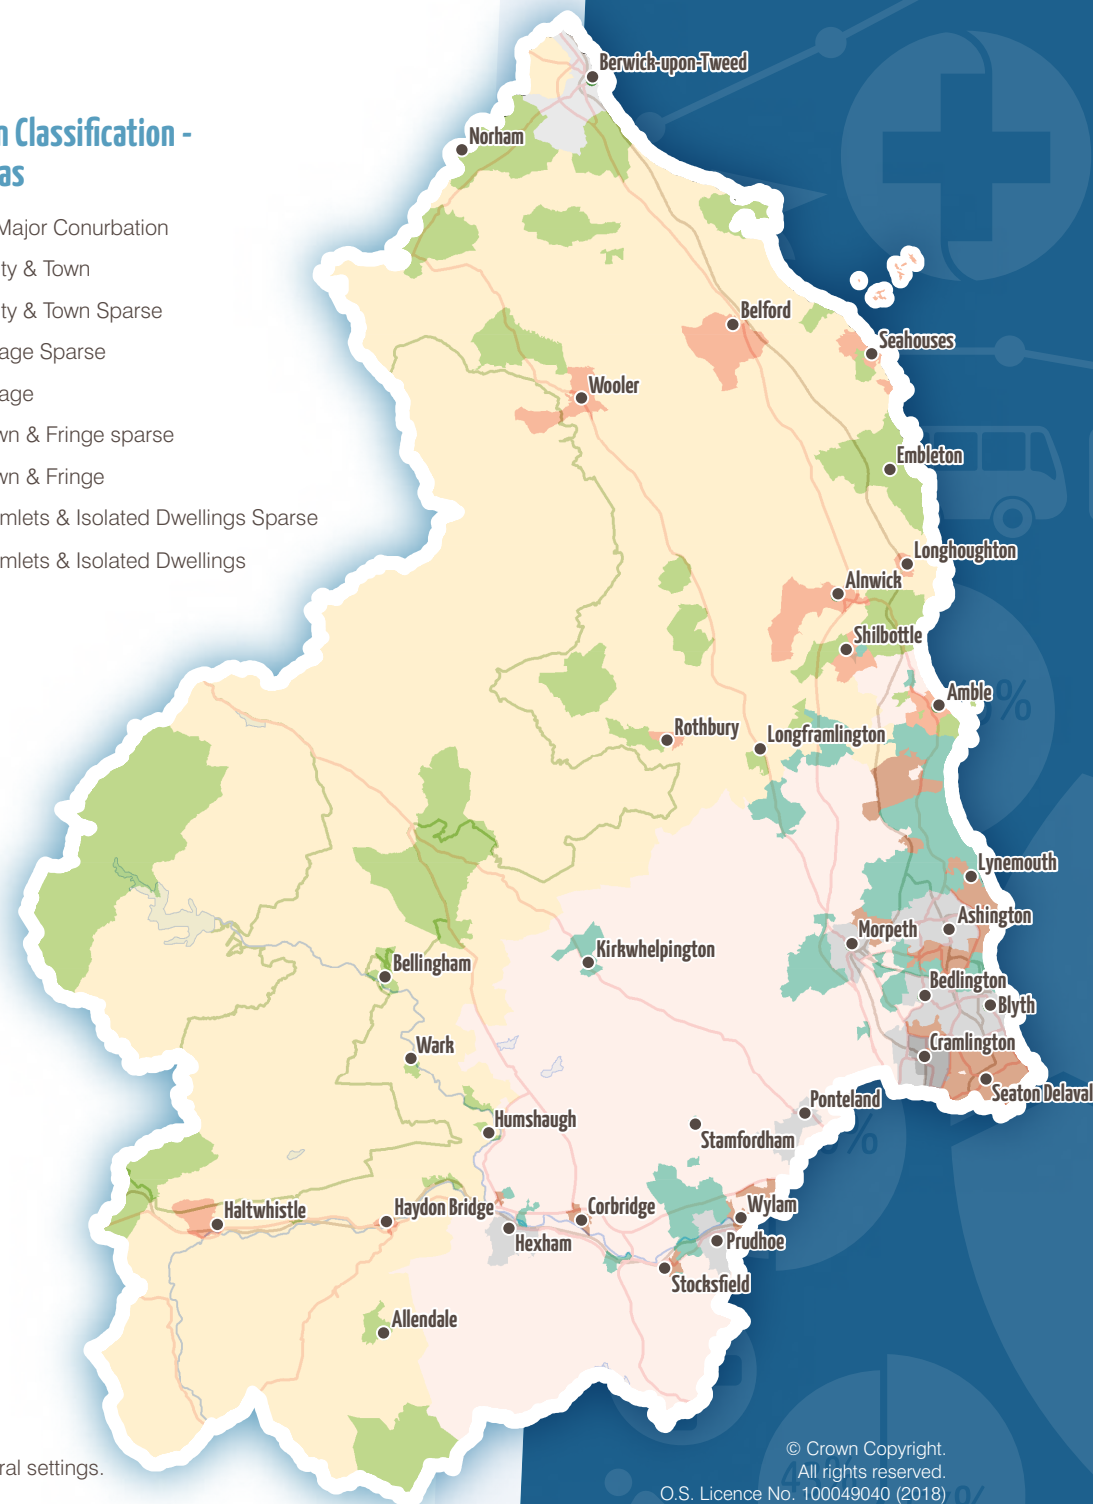 n Classification -
as
Major Conurbation
ty & Town
ty & Town Sparse
age Sparse
age
wn & Fringe sparse
wn & Fringe
mlets & Isolated Dwellings Sparse
mlets & Isolated Dwellings
Berwick-upon-Tweed
Norham
Belford
Seahouses
Wooler
Embleton
Longhoughton
Alnwick
Shilbottle
Amble
%
Rothbury
Longframlington
Lynemouth
Ashington
Morpeth
Kirkwhelpington
Bellingham
Bedlington
Blyth
Wark
Cramlington
Seaton Delaval
Ponteland
Humshaugh
Stamfordham
%
Haltwhistle
Haydon Bridge
Corbridge
Wylam
Hexham
Prudhoe
Stocksfield
Allendale
ral settings.
© Crown Copyright.
All rights reserved.
O.S. Licence No. 100049040 (2018)